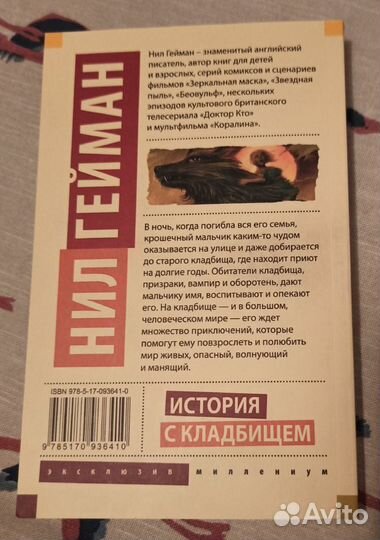 НИЛ ГЕЙМАН
Нил Гейман – знаменитый английский
писатель, автор книг для детей
и взрослых, серий комиксов и сценариев
фильмов «Зеркальная маска», «Звездная
пыль», «Беовульф», нескольких
эпизодов культового британского
телесериала «Доктор Кто»
и мультфильма «Коралина».
В ночь, когда погибла вся его семья,
крошечный мальчик каким-то чудом
оказывается на улице и даже добирается
до старого кладбища, где находит приют
на долгие годы. Обитатели кладбища,
призраки, вампир и оборотень, дают
мальчику имя, воспитывают и опекают
его. На кладбище — и в большом,
человеческом мире — его ждет
множество приключений, которые
помогут ему повзрослеть и полюбить
мир живых, опасный, волнующий
и манящий.
ISBN 978-5-17-093641-0
9 785170 936410
ИСТОРИЯ
С КЛАДБИЩЕМ
эксклюзив миллениум
Avito